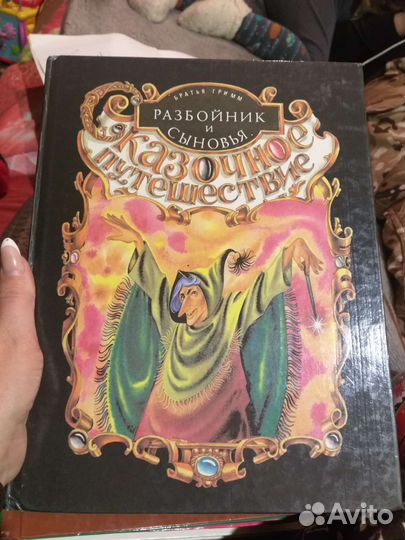 БРАТЬЯ ГРИММ
РАЗБОЙНИК
И
СЫНОВЬЯ
Сказочное
путешествие
Avito